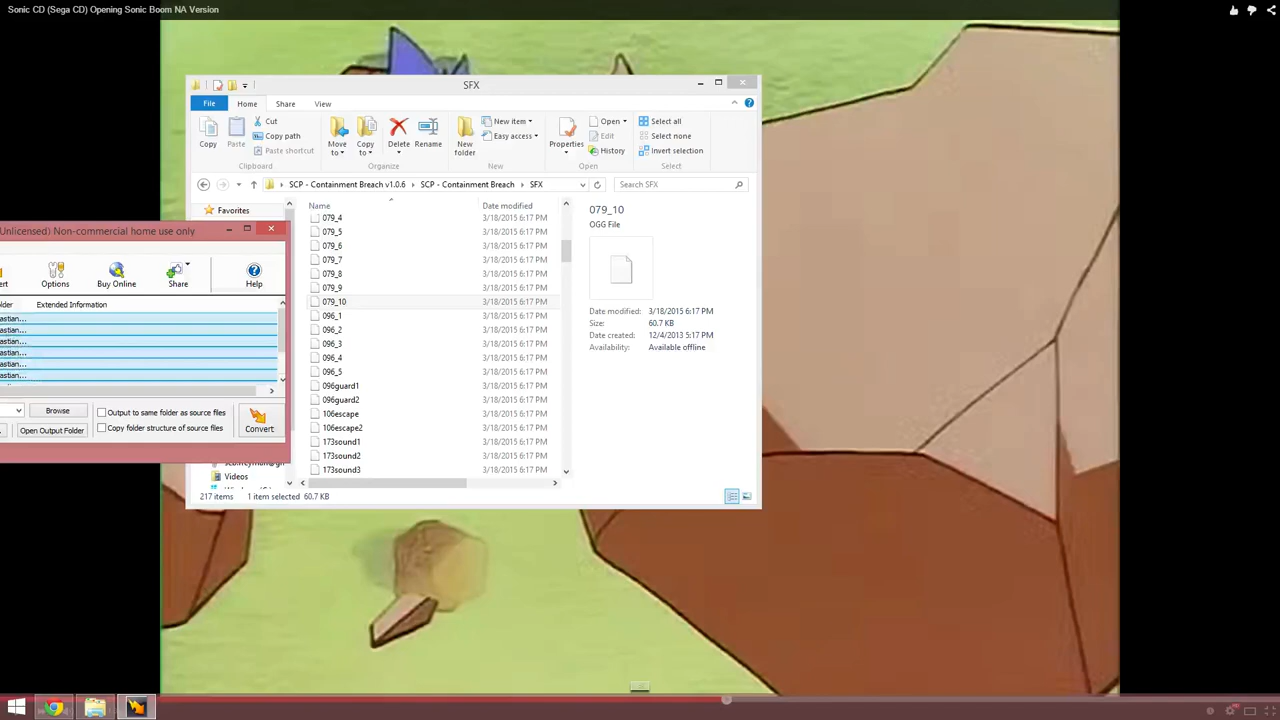 Sonic CD (Sega CD) Opening Sonic Boom NA Version
SFX
File Home Share View
Copy
Paste
Cut
Copy path
Paste shortcut
Move to
Copy to
Delete
Rename
New folder
New item
Easy access
Properties
Open
Edit
History
Select all
Select none
Invert selection
Clipboard Organize New Open Select
SCP - Containment Breach v1.0.6 SCP - Containment Breach SFX
Search SFX
Favorites
Name Date modified
079_4 3/18/2015 6:17 PM
079_5 3/18/2015 6:17 PM
079_6 3/18/2015 6:17 PM
079_7 3/18/2015 6:17 PM
079_8 3/18/2015 6:17 PM
079_9 3/18/2015 6:17 PM
079_10 3/18/2015 6:17 PM
096_1 3/18/2015 6:17 PM
096_2 3/18/2015 6:17 PM
096_3 3/18/2015 6:17 PM
096_4 3/18/2015 6:17 PM
096_5 3/18/2015 6:17 PM
096guard1 3/18/2015 6:17 PM
096guard2 3/18/2015 6:17 PM
106escape 3/18/2015 6:17 PM
106escape2 3/18/2015 6:17 PM
173sound1 3/18/2015 6:17 PM
173sound2 3/18/2015 6:17 PM
173sound3 3/18/2015 6:17 PM
079_10
OGG File
Date modified: 3/18/2015 6:17 PM
Size: 60.7 KB
Date created: 12/4/2013 5:17 PM
Availability: Available offline
Videos
217 items 1 item selected 60.7 KB
Unlicensed) Non-commercial home use only
ert Options Buy Online Share Help
older Extended Information
astian...
astian...
astian...
astian...
astian...
Browse
Output to same folder as source files
Open Output Folder
Copy folder structure of source files
Convert